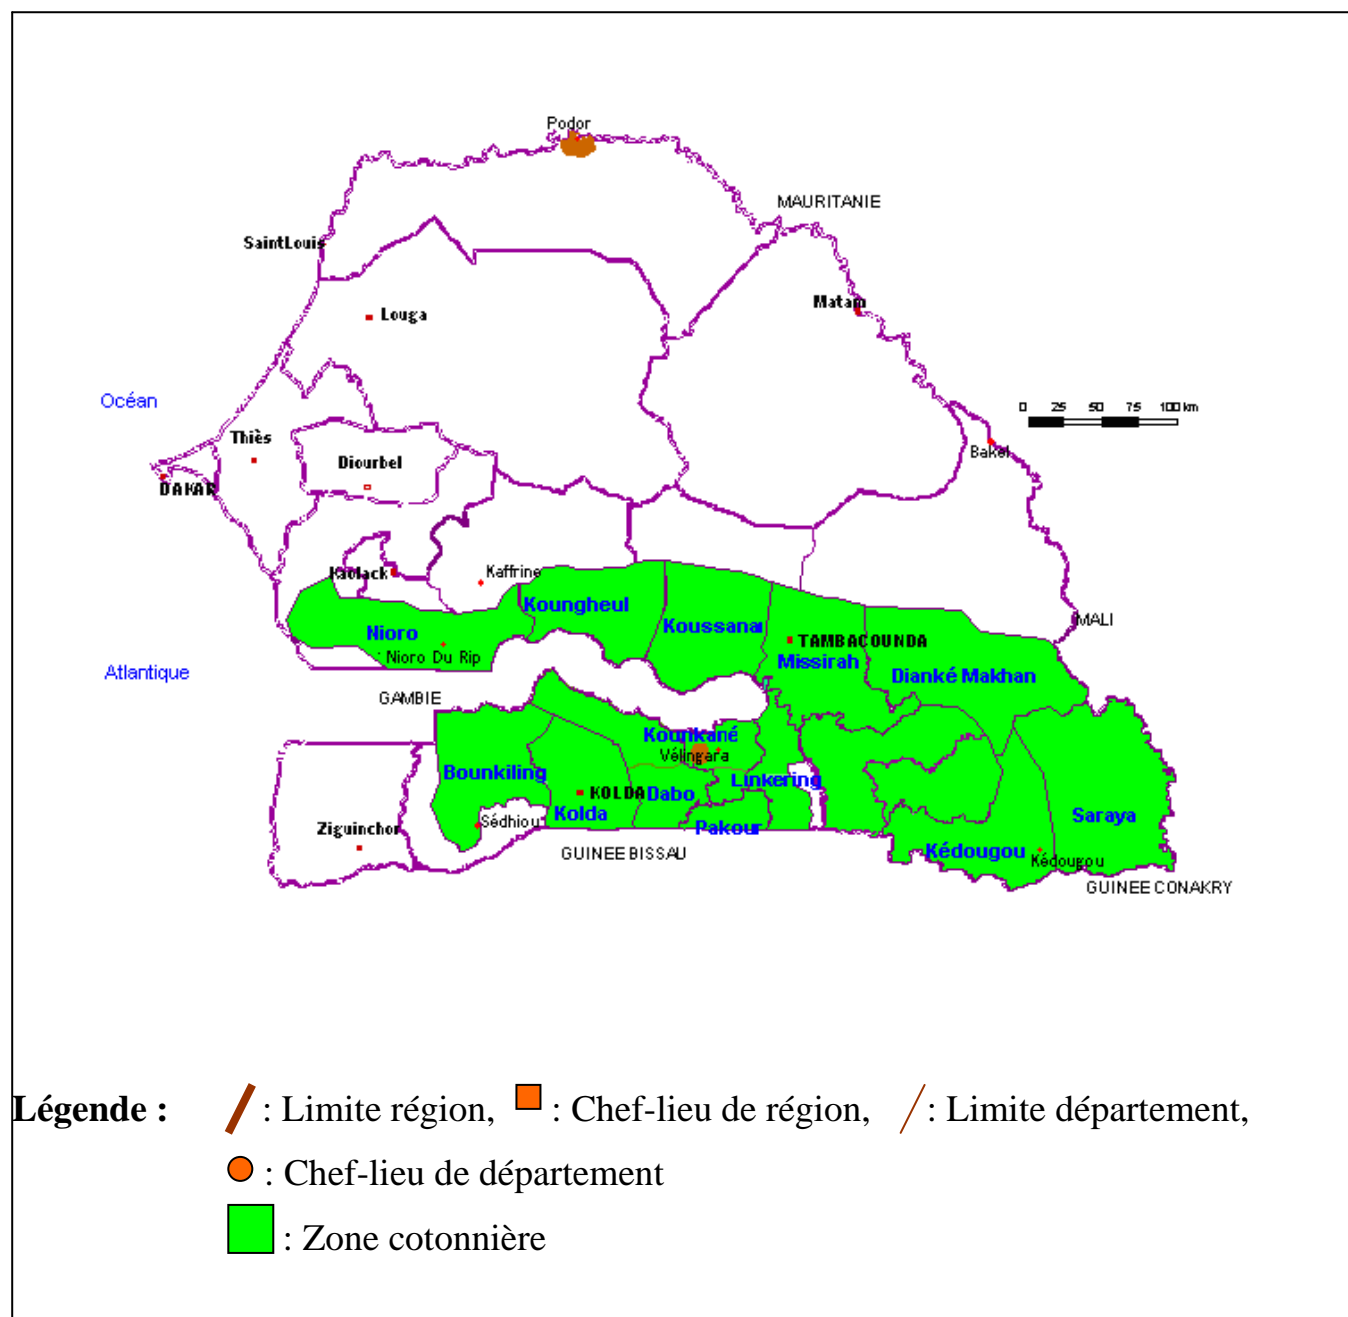 Podor
MAURITANIE
SaintLouis
Matam
Louga
Océan
0 25 50 75 100 km
Thiès
Bakel
Diourbel
DAKAR
Kaolack
Kaffrine
Koungheul
MALI
Nioro
Koussanar
TAMBACOUNDA
Nioro Du Rip
Missirah
Dianké Makhan
Atlantique
GAMBIE
Kounkané
Vélingara
Bounkiling
Linkering
KOLDA
Dabo
Kolda
Saraya
Sédhiou
Pakour
Ziguinchor
GUINEE BISSAU
Kédougou
Kédougou
GUINEE CONAKRY
Légende : : Limite région, : Chef-lieu de région, : Limite département,
: Chef-lieu de département
: Zone cotonnière